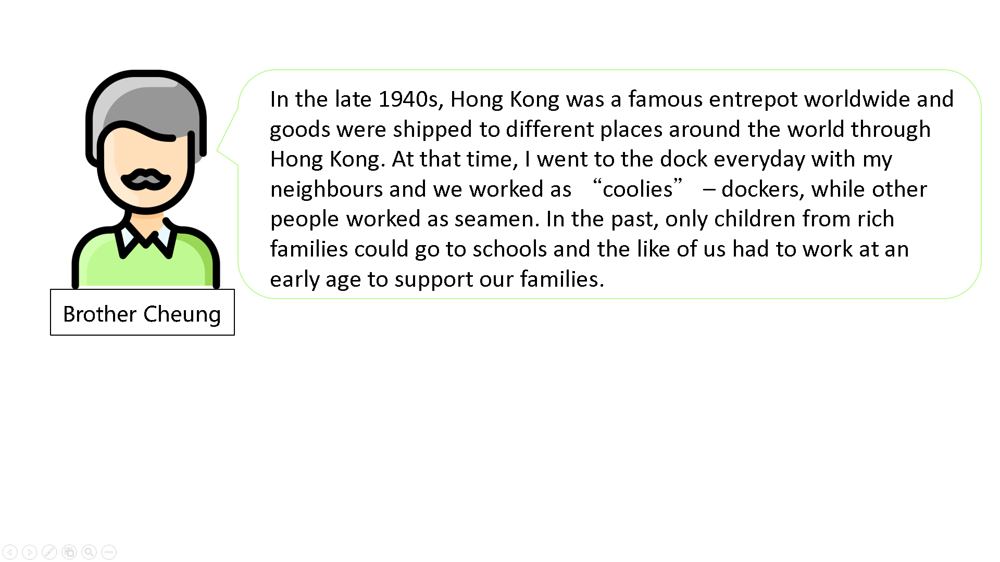 In the late 1940s, Hong Kong was a famous entrepot worldwide and
goods were shipped to different places around the world through
Hong Kong. At that time, I went to the dock everyday with my
neighbours and we worked as “coolies” – dockers, while other
people worked as seamen. In the past, only children from rich
families could go to schools and the like of us had to work at an
early age to support our families.
Brother Cheung